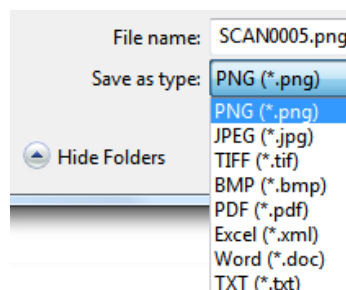 File name: SCAN0005.png
Save as type: PNG (*.png)
PNG (*.png)
JPEG (*.jpg)
TIFF (*.tif)
BMP (*.bmp)
Hide Folders
PDF (*.pdf)
Excel (*.xml)
Word (*.doc)
TXT (*.txt)